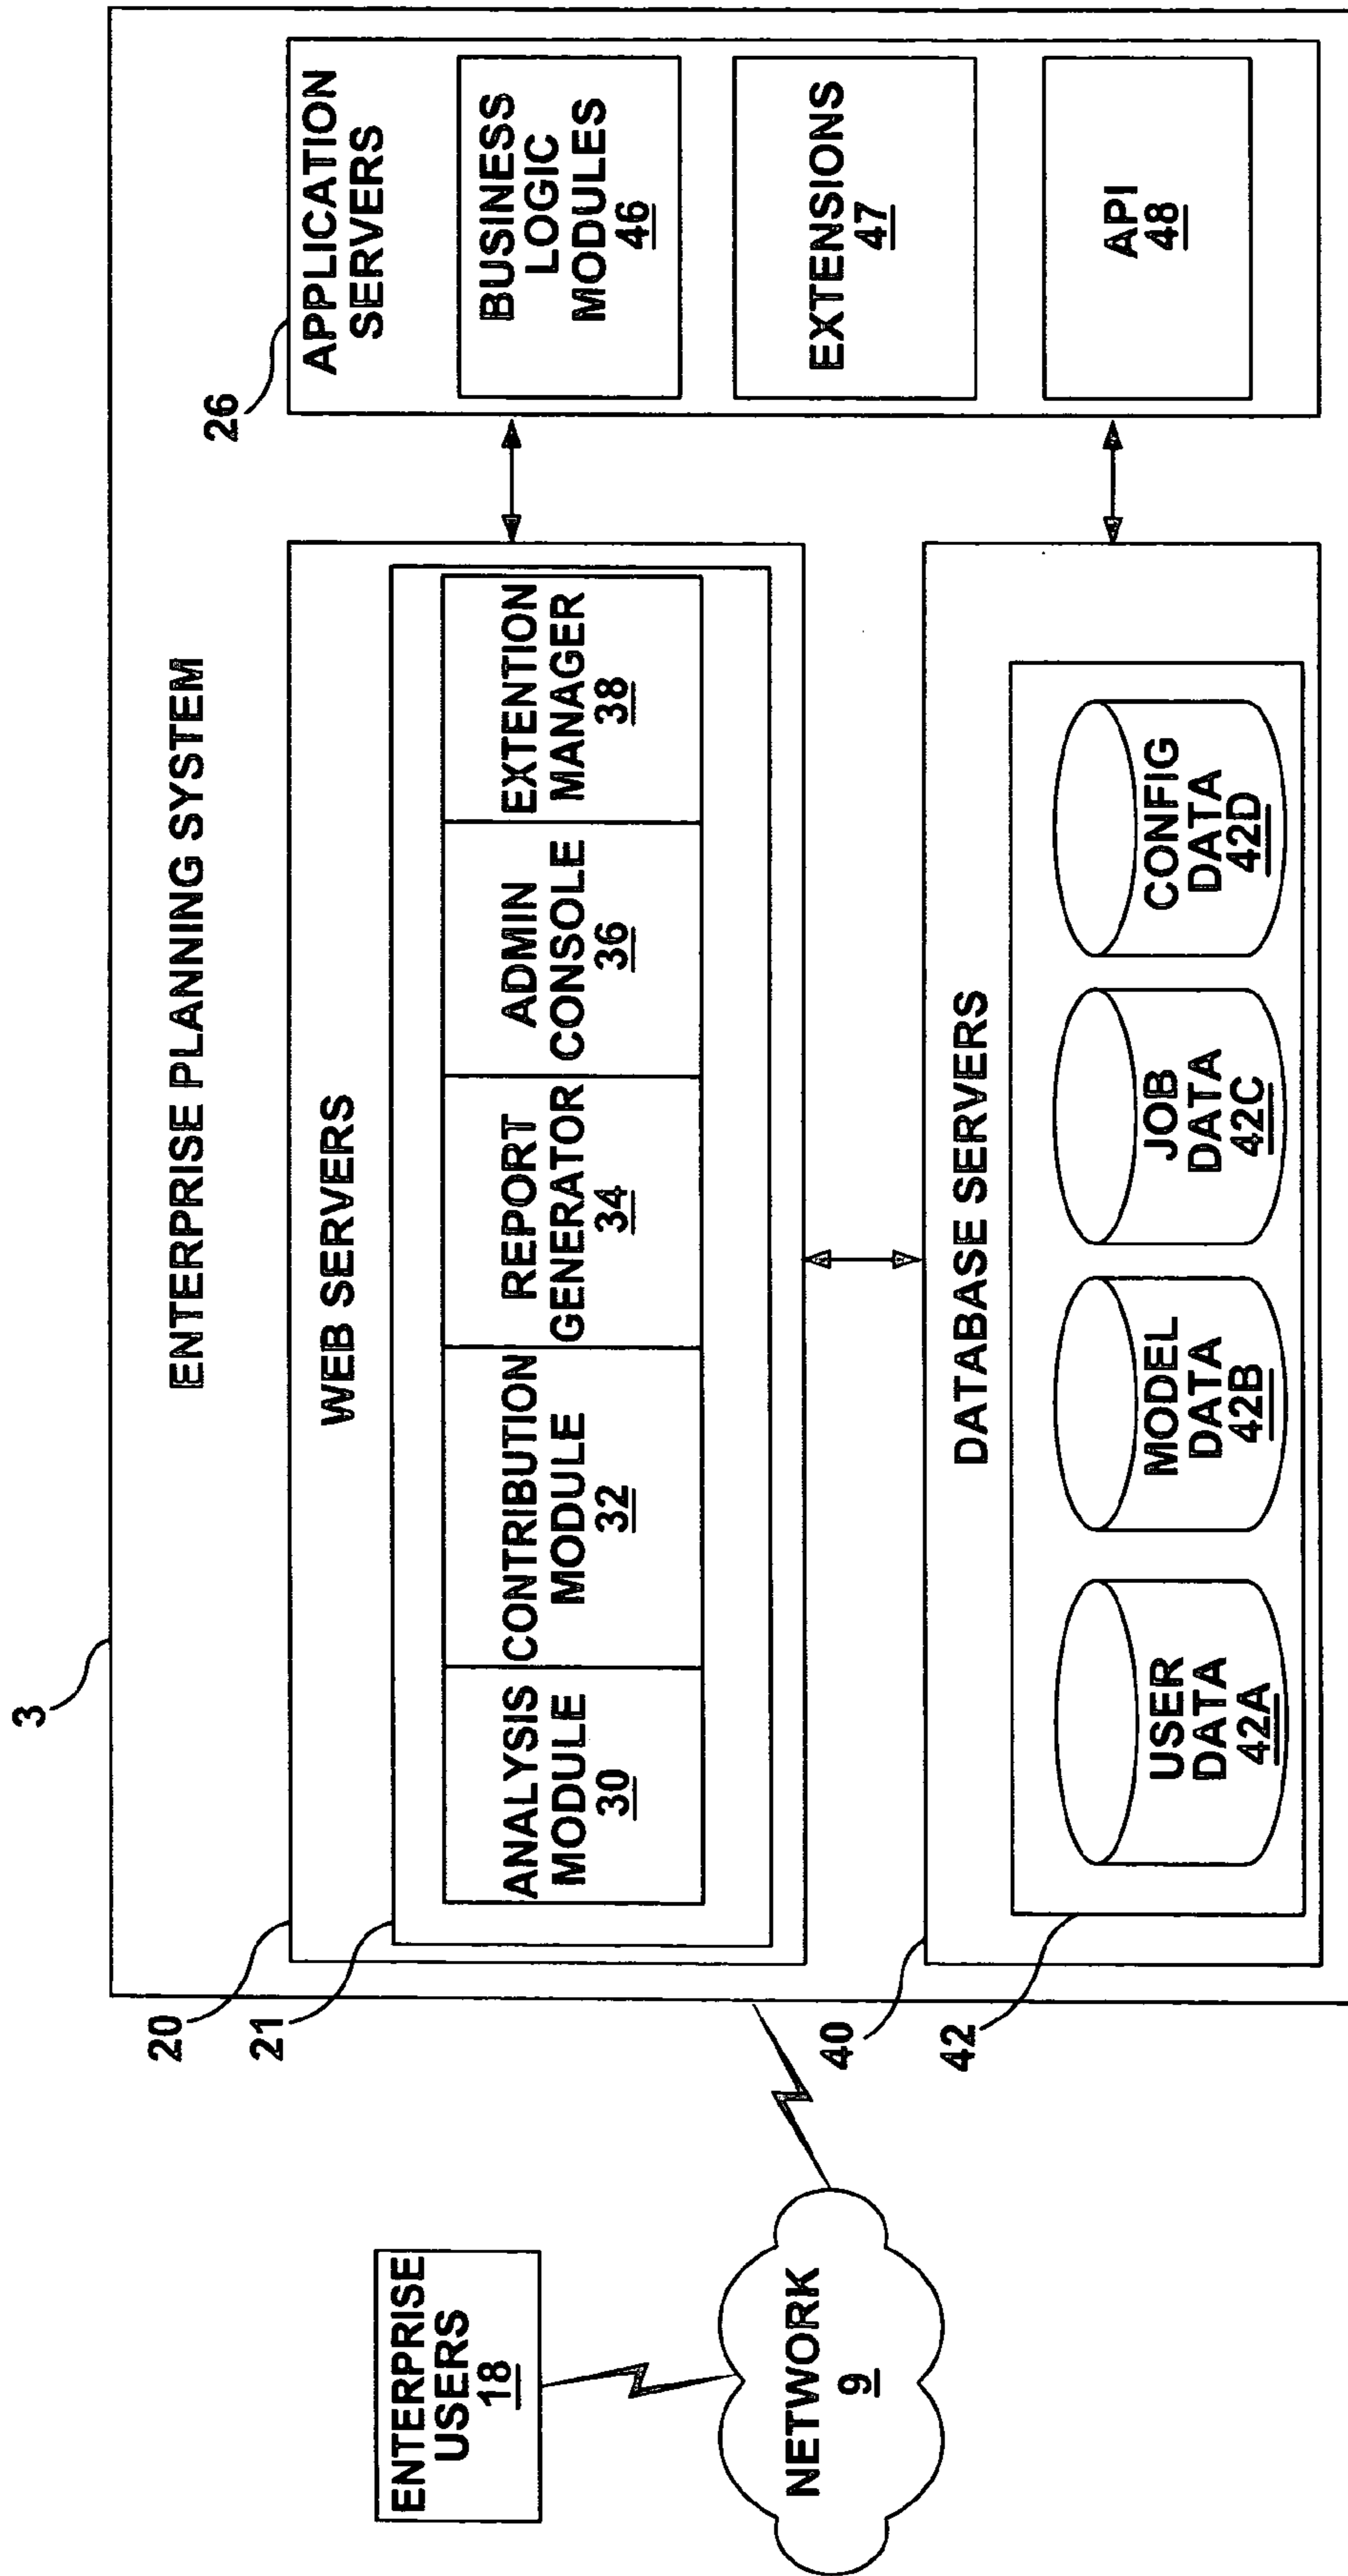 3
ENTERPRISE PLANNING SYSTEM
20
WEB SERVERS
21
ANALYSIS
MODULE
30
CONTRIBUTION
MODULE
32
REPORT
GENERATOR
34
ADMIN
CONSOLE
36
EXTENTION
MANAGER
38
26
APPLICATION
SERVERS
BUSINESS
LOGIC
MODULES
46
EXTENSIONS
47
API
48
ENTERPRISE
USERS
18
NETWORK
9
40
DATABASE SERVERS
42
USER
DATA
42A
MODEL
DATA
42B
JOB
DATA
42C
CONFIG
DATA
42D